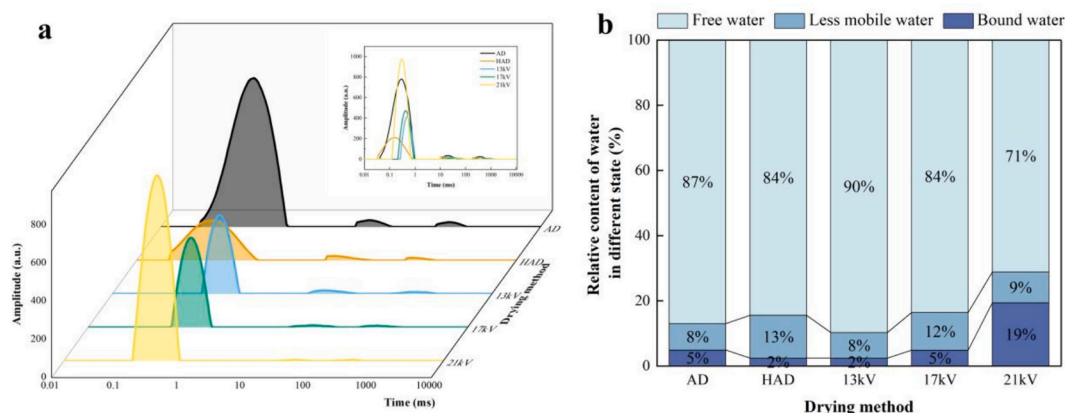 a
AD
HAD
13kV
17kV
21kV
1000
800
600
400
200
0
Amplitude (a.u.)
0.01 0.1 1 10 100 1000 10000
Time (ms)
800
600
400
200
0
Amplitude (a.u.)
AD
HAD
13kV
17kV
21kV
Drying method
0.01 0.1 1 10 100 1000 10000
Time (ms)
b
Free water Less mobile water Bound water
100
80
60
40
20
0
Relative content of water
in different state (%)
87% 84% 90% 84% 71%
8% 13% 8% 12% 9%
5% 2% 2% 5% 19%
AD HAD 13kV 17kV 21kV
Drying method